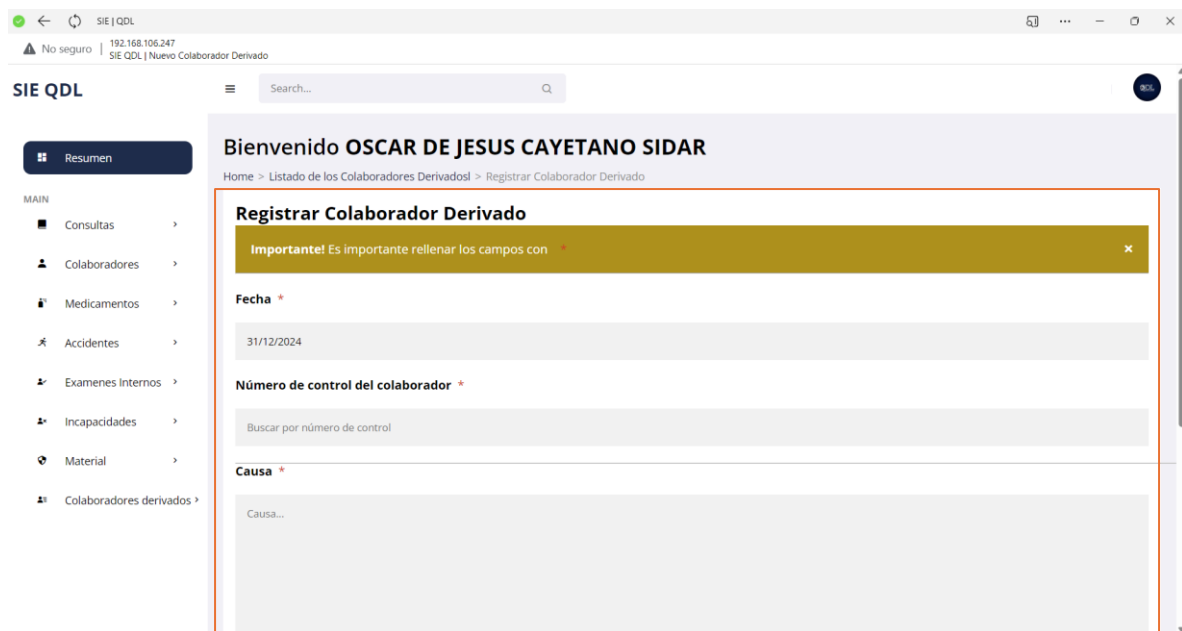 SIE | QDL
No seguro | 192.168.106.247
SIE QDL | Nuevo Colaborador Derivado
SIE QDL
Search...
QDL
Bienvenido OSCAR DE JESUS CAYETANO SIDAR
Home > Listado de los Colaboradores Derivadosl > Registrar Colaborador Derivado
Resumen
MAIN
Consultas
Colaboradores
Medicamentos
Accidentes
Examenes Internos
Incapacidades
Material
Colaboradores derivados
Registrar Colaborador Derivado
Importante! Es importante rellenar los campos con *
Fecha *
31/12/2024
Número de control del colaborador *
Buscar por número de control
Causa *
Causa...